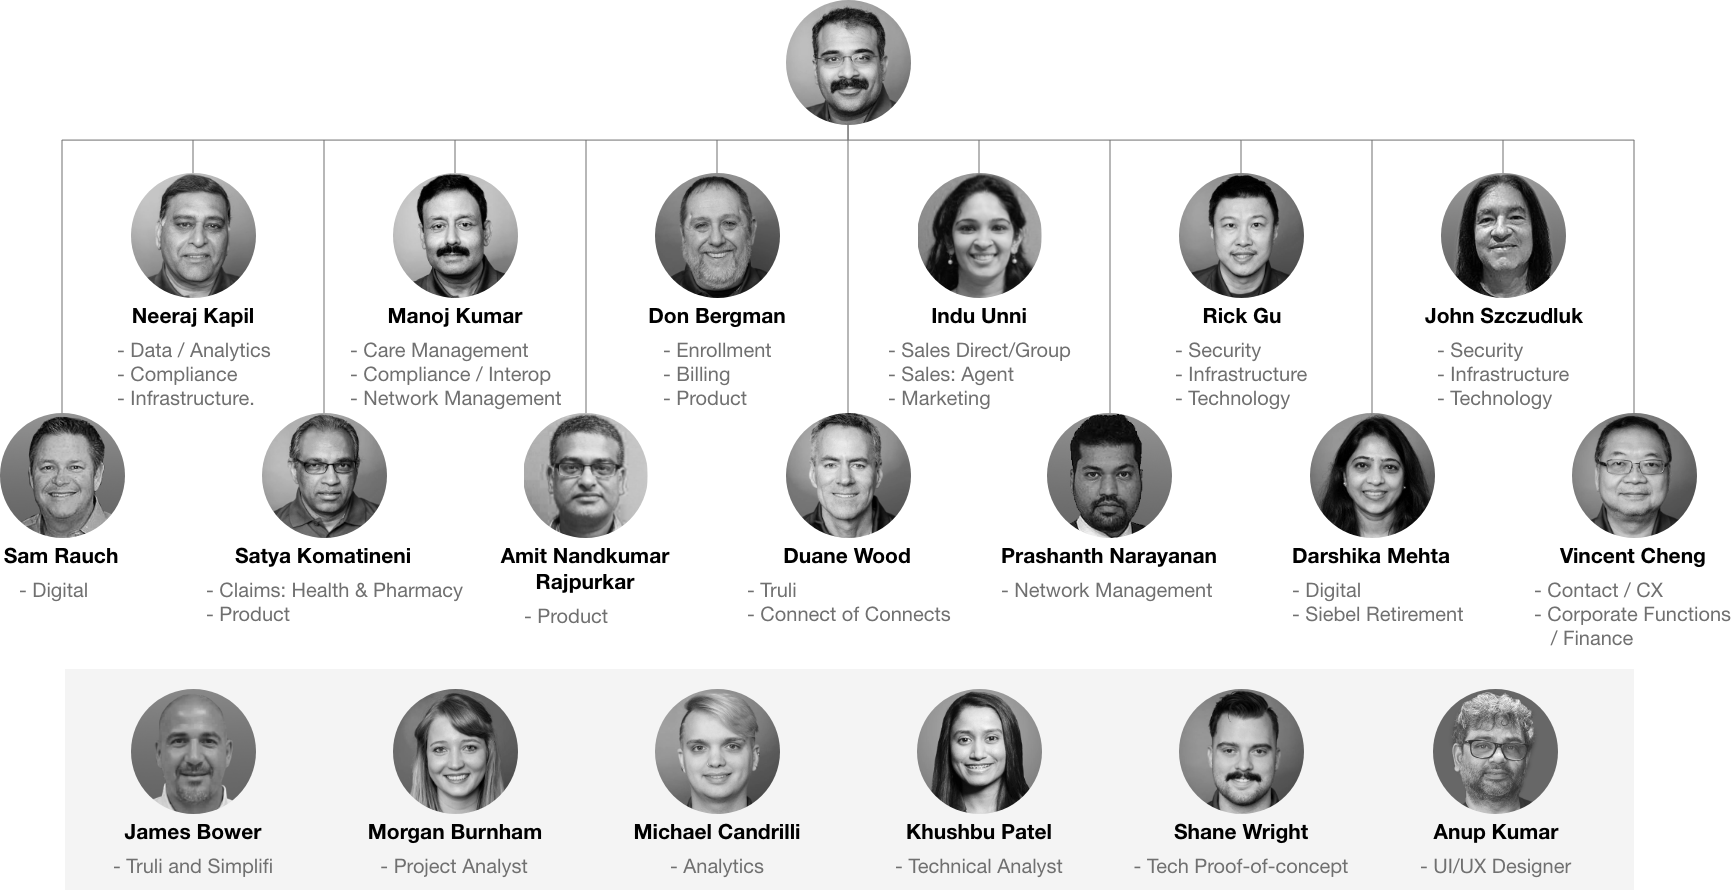 Neeraj Kapil
- Data / Analytics
- Compliance
- Infrastructure.
Manoj Kumar
- Care Management
- Compliance / Interop
- Network Management
Don Bergman
- Enrollment
- Billing
- Product
Indu Unni
- Sales Direct/Group
- Sales: Agent
- Marketing
Rick Gu
- Security
- Infrastructure
- Technology
John Szczudluk
- Security
- Infrastructure
- Technology
Sam Rauch
- Digital
Satya Komatineni
- Claims: Health & Pharmacy
- Product
Amit Nandkumar
Rajpurkar
- Product
Duane Wood
- Truli
- Connect of Connects
Prashanth Narayanan
- Network Management
Darshika Mehta
- Digital
- Siebel Retirement
Vincent Cheng
- Contact / CX
- Corporate Functions
/ Finance
James Bower
- Truli and Simplifi
Morgan Burnham
- Project Analyst
Michael Candrilli
- Analytics
Khushbu Patel
- Technical Analyst
Shane Wright
- Tech Proof-of-concept
Anup Kumar
- UI/UX Designer